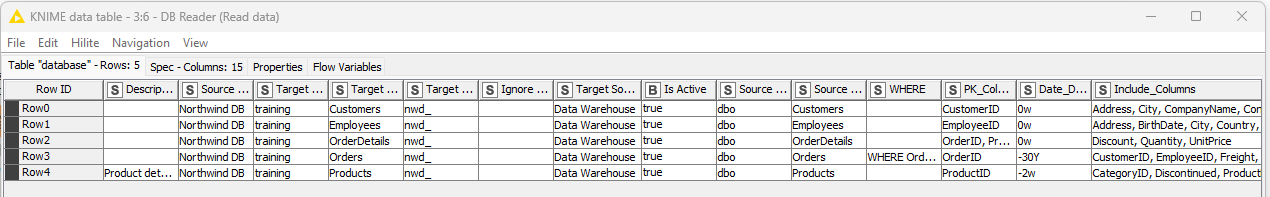 KNIME data table - 3:6 - DB Reader (Read data)
File Edit Hilite Navigation View
Table "database" - Rows: 5 Spec - Columns: 15 Properties Flow Variables
Row ID S Descrip... S Source ... S Target ... S Target ... S Target ... S Ignore ... S Target So... B Is Active S Source ... S Source ... S WHERE S PK_Col... S Date_D... S Include_Columns
Row0 Northwind DB training Customers nwd_ Data Warehouse true dbo Customers CustomerID 0w Address, City, CompanyName, Con
Row1 Northwind DB training Employees nwd_ Data Warehouse true dbo Employees EmployeeID 0w Address, BirthDate, City, Country,
Row2 Northwind DB training OrderDetails nwd_ Data Warehouse true dbo OrderDetails OrderID, Pr... 0w Discount, Quantity, UnitPrice
Row3 Northwind DB training Orders nwd_ Data Warehouse true dbo Orders WHERE Ord... OrderID -30Y CustomerID, EmployeeID, Freight,
Row4 Product det... Northwind DB training Products nwd_ Data Warehouse true dbo Products ProductID -2w CategoryID, Discontinued, Product